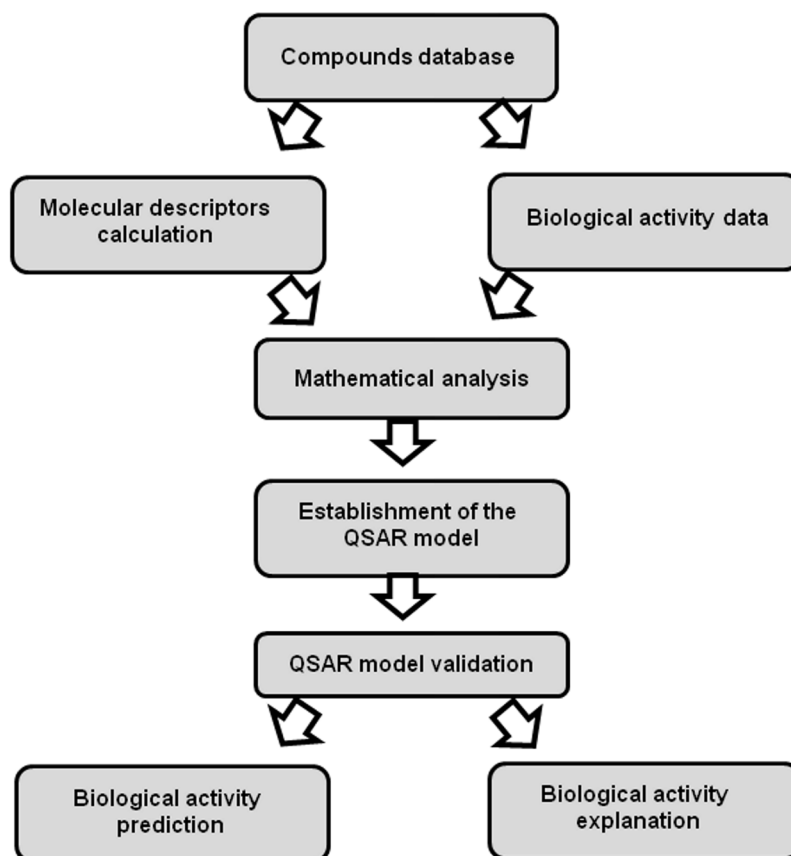 Compounds database
Molecular descriptors
calculation
Biological activity data
Mathematical analysis
Establishment of the
QSAR model
QSAR model validation
Biological activity
prediction
Biological activity
explanation